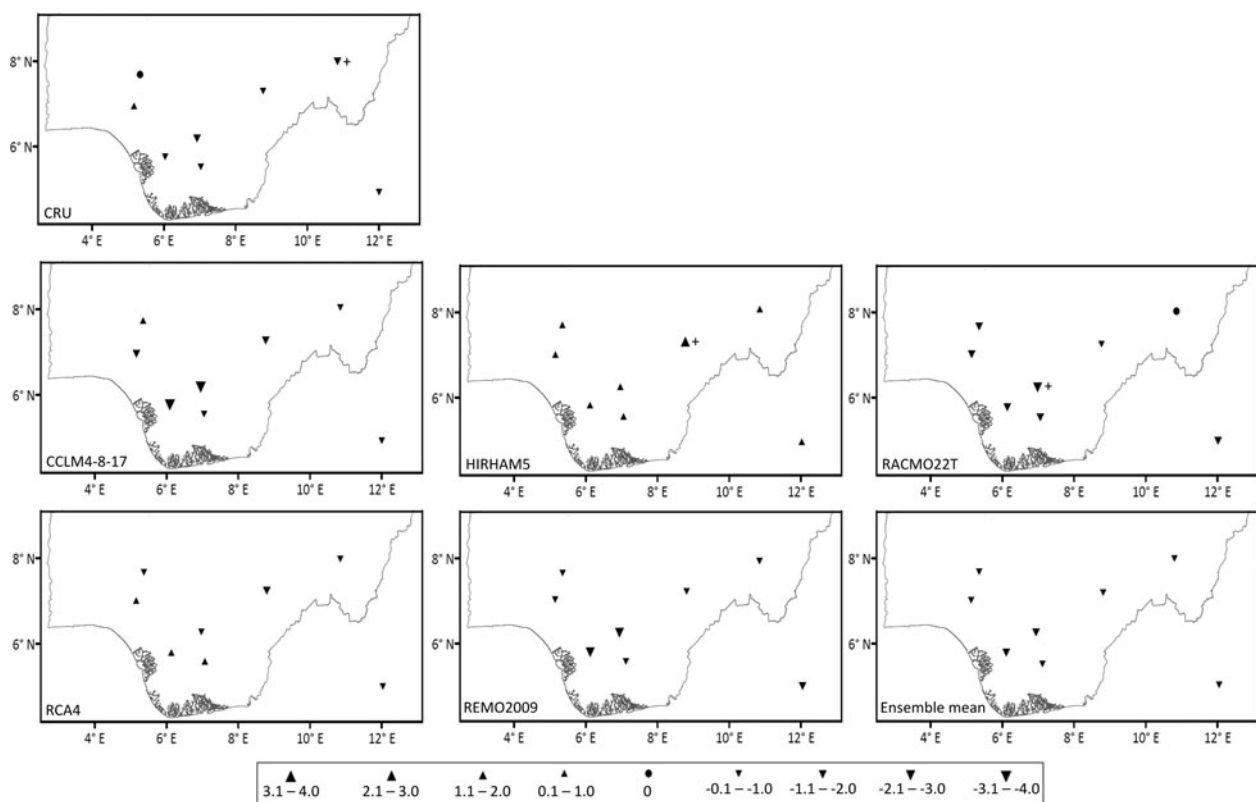 8° N
6° N
CRU
4° E 6° E 8° E 10° E 12° E
8° N
6° N
CCLM4-8-17
4° E 6° E 8° E 10° E 12° E
8° N
6° N
HIRHAM5
4° E 6° E 8° E 10° E 12° E
8° N
6° N
RACMO22T
4° E 6° E 8° E 10° E 12° E
8° N
6° N
RCA4
4° E 6° E 8° E 10° E 12° E
8° N
6° N
REMO2009
4° E 6° E 8° E 10° E 12° E
8° N
6° N
Ensemble mean
4° E 6° E 8° E 10° E 12° E
3.1 – 4.0 2.1 – 3.0 1.1 – 2.0 0.1 – 1.0 0 -0.1 – -1.0 -1.1 – -2.0 -2.1 – -3.0 -3.1 – -4.0